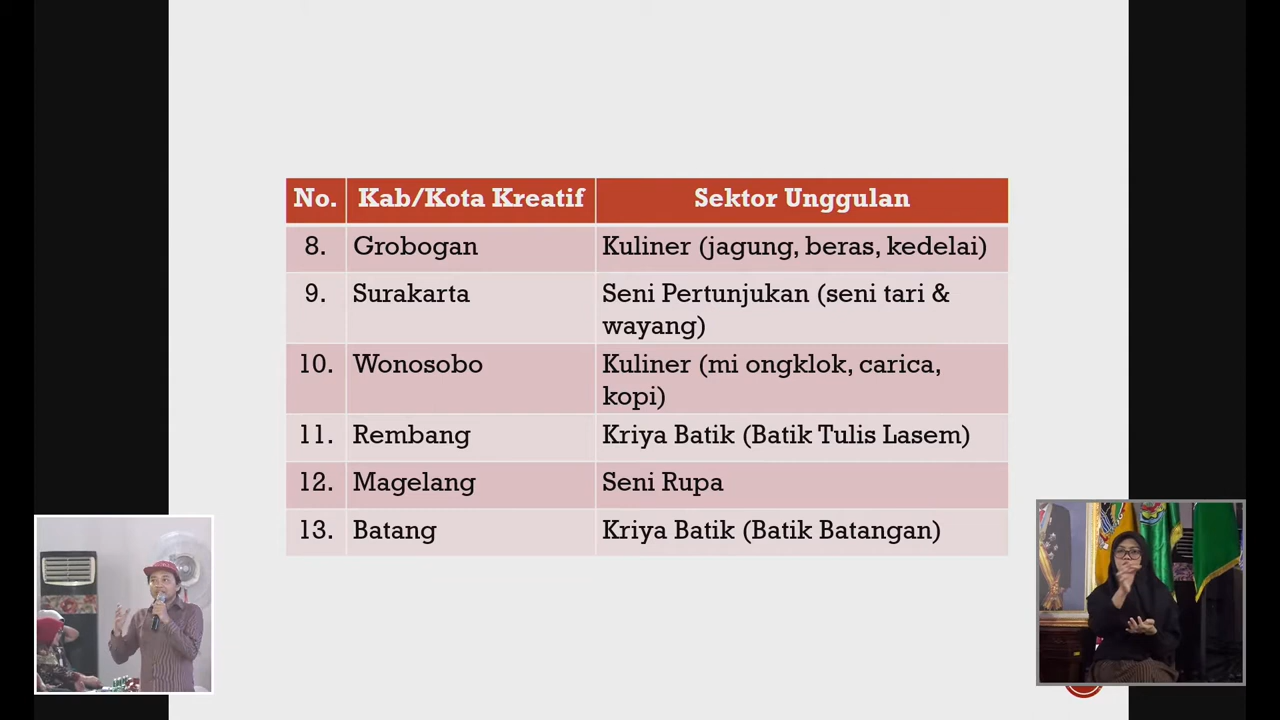 No. Kab/Kota Kreatif Sektor Unggulan
8. Grobogan Kuliner (jagung, beras, kedelai)
9. Surakarta Seni Pertunjukan (seni tari &
wayang)
10. Wonosobo Kuliner (mi ongklok, carica,
kopi)
11. Rembang Kriya Batik (Batik Tulis Lasem)
12. Magelang Seni Rupa
13. Batang Kriya Batik (Batik Batangan)